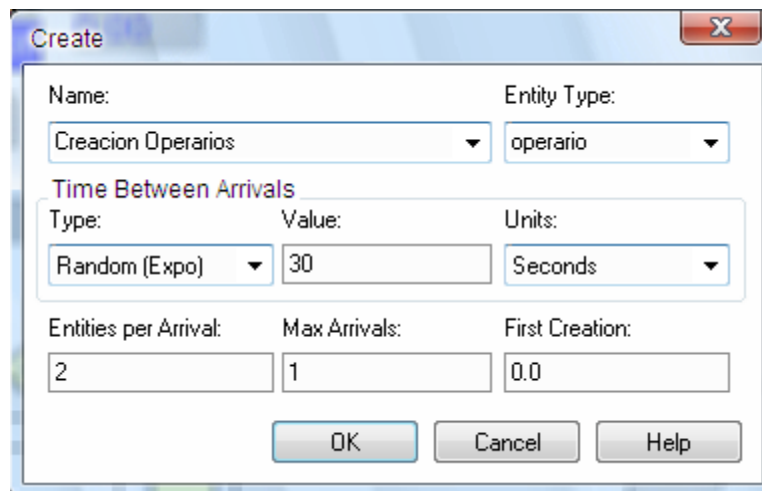 Create
Name: Entity Type:
Creacion Operarios operario
Time Between Arrivals
Type: Value: Units:
Random (Expo) 30 Seconds
Entities per Arrival: Max Arrivals: First Creation:
2 1 0.0
OK Cancel Help